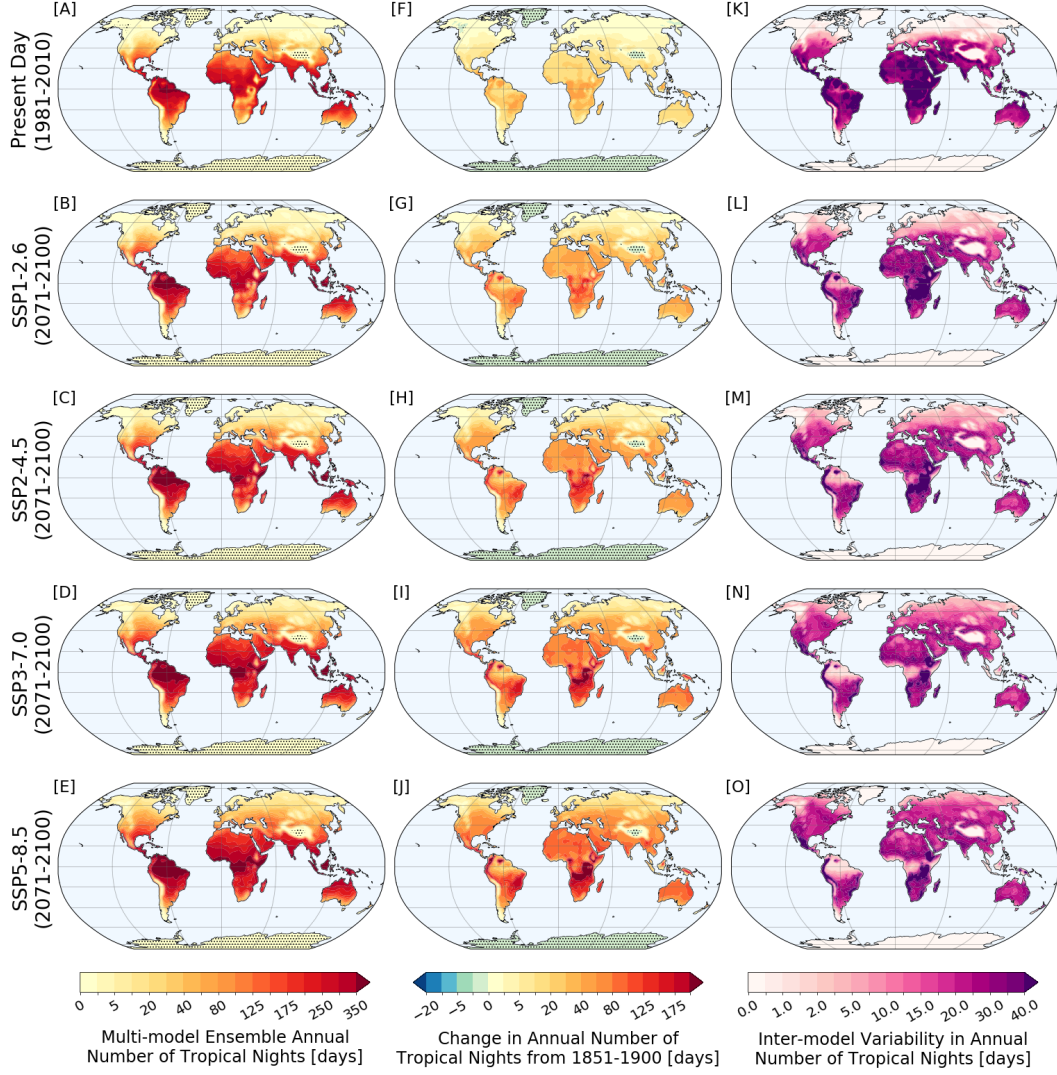 [A]
[F]
[K]
Present Day
(1981-2010)
[B]
[G]
[L]
SSP1-2.6
(2071-2100)
[C]
[H]
[M]
SSP2-4.5
(2071-2100)
[D]
[I]
[N]
SSP3-7.0
(2071-2100)
[E]
[J]
[O]
SSP5-8.5
(2071-2100)
0 5 20 40 80 125 175 250 350
Multi-model Ensemble Annual
Number of Tropical Nights [days]
−20 −5 0 5 20 40 80 125 175
Change in Annual Number of
Tropical Nights from 1851-1900 [days]
0.0 1.0 2.0 5.0 10.0 15.0 20.0 30.0 40.0
Inter-model Variability in Annual
Number of Tropical Nights [days]